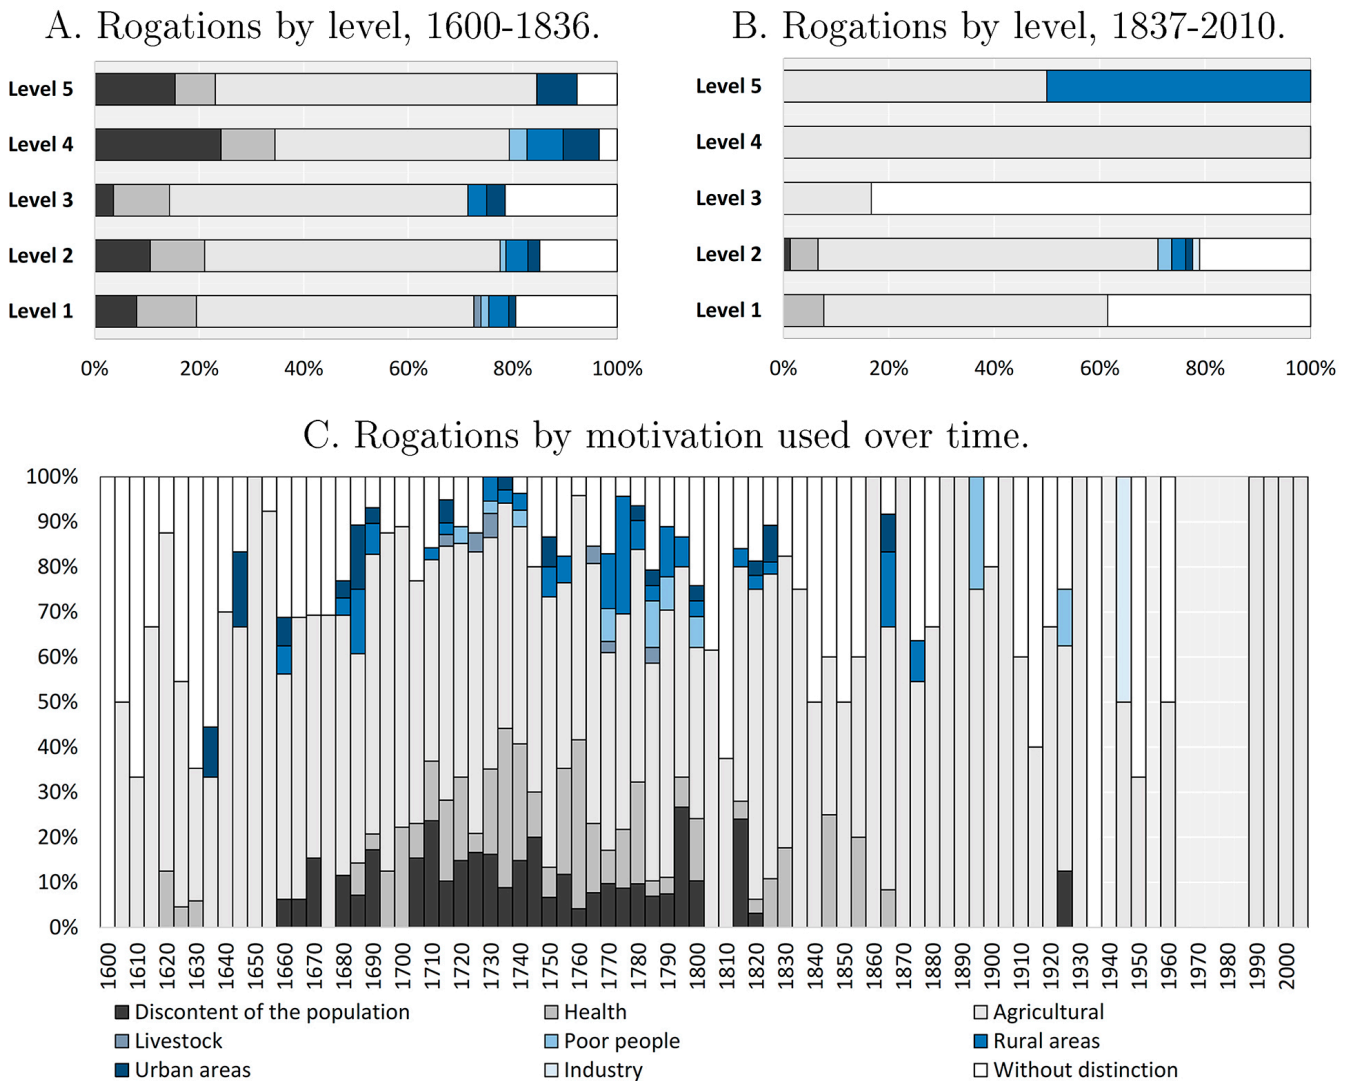 A. Rogations by level, 1600-1836.
Level 5
Level 4
Level 3
Level 2
Level 1
0% 20% 40% 60% 80% 100%
B. Rogations by level, 1837-2010.
Level 5
Level 4
Level 3
Level 2
Level 1
0% 20% 40% 60% 80% 100%
C. Rogations by motivation used over time.
100%
90%
80%
70%
60%
50%
40%
30%
20%
10%
0%
1600 1610 1620 1630 1640 1650 1660 1670 1680 1690 1700 1710 1720 1730 1740 1750 1760 1770 1780 1790 1800 1810 1820 1830 1840 1850 1860 1870 1880 1890 1900 1910 1920 1930 1940 1950 1960 1970 1980 1990 2000
Discontent of the population Health Agricultural
Livestock Poor people Rural areas
Urban areas Industry Without distinction